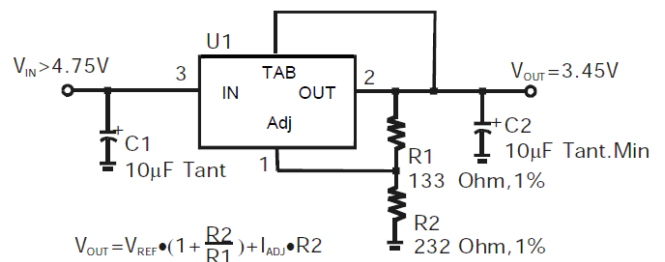 U1
V_IN>4.75V
3
TAB
2
V_OUT=3.45V
IN
OUT
Adj
+
C1
10μF Tant
1
R1
133 Ohm,1%
+
C2
10μF Tant.Min
R2
232 Ohm,1%
V_OUT=V_REF•(1+R2/R1)+I_ADJ•R2